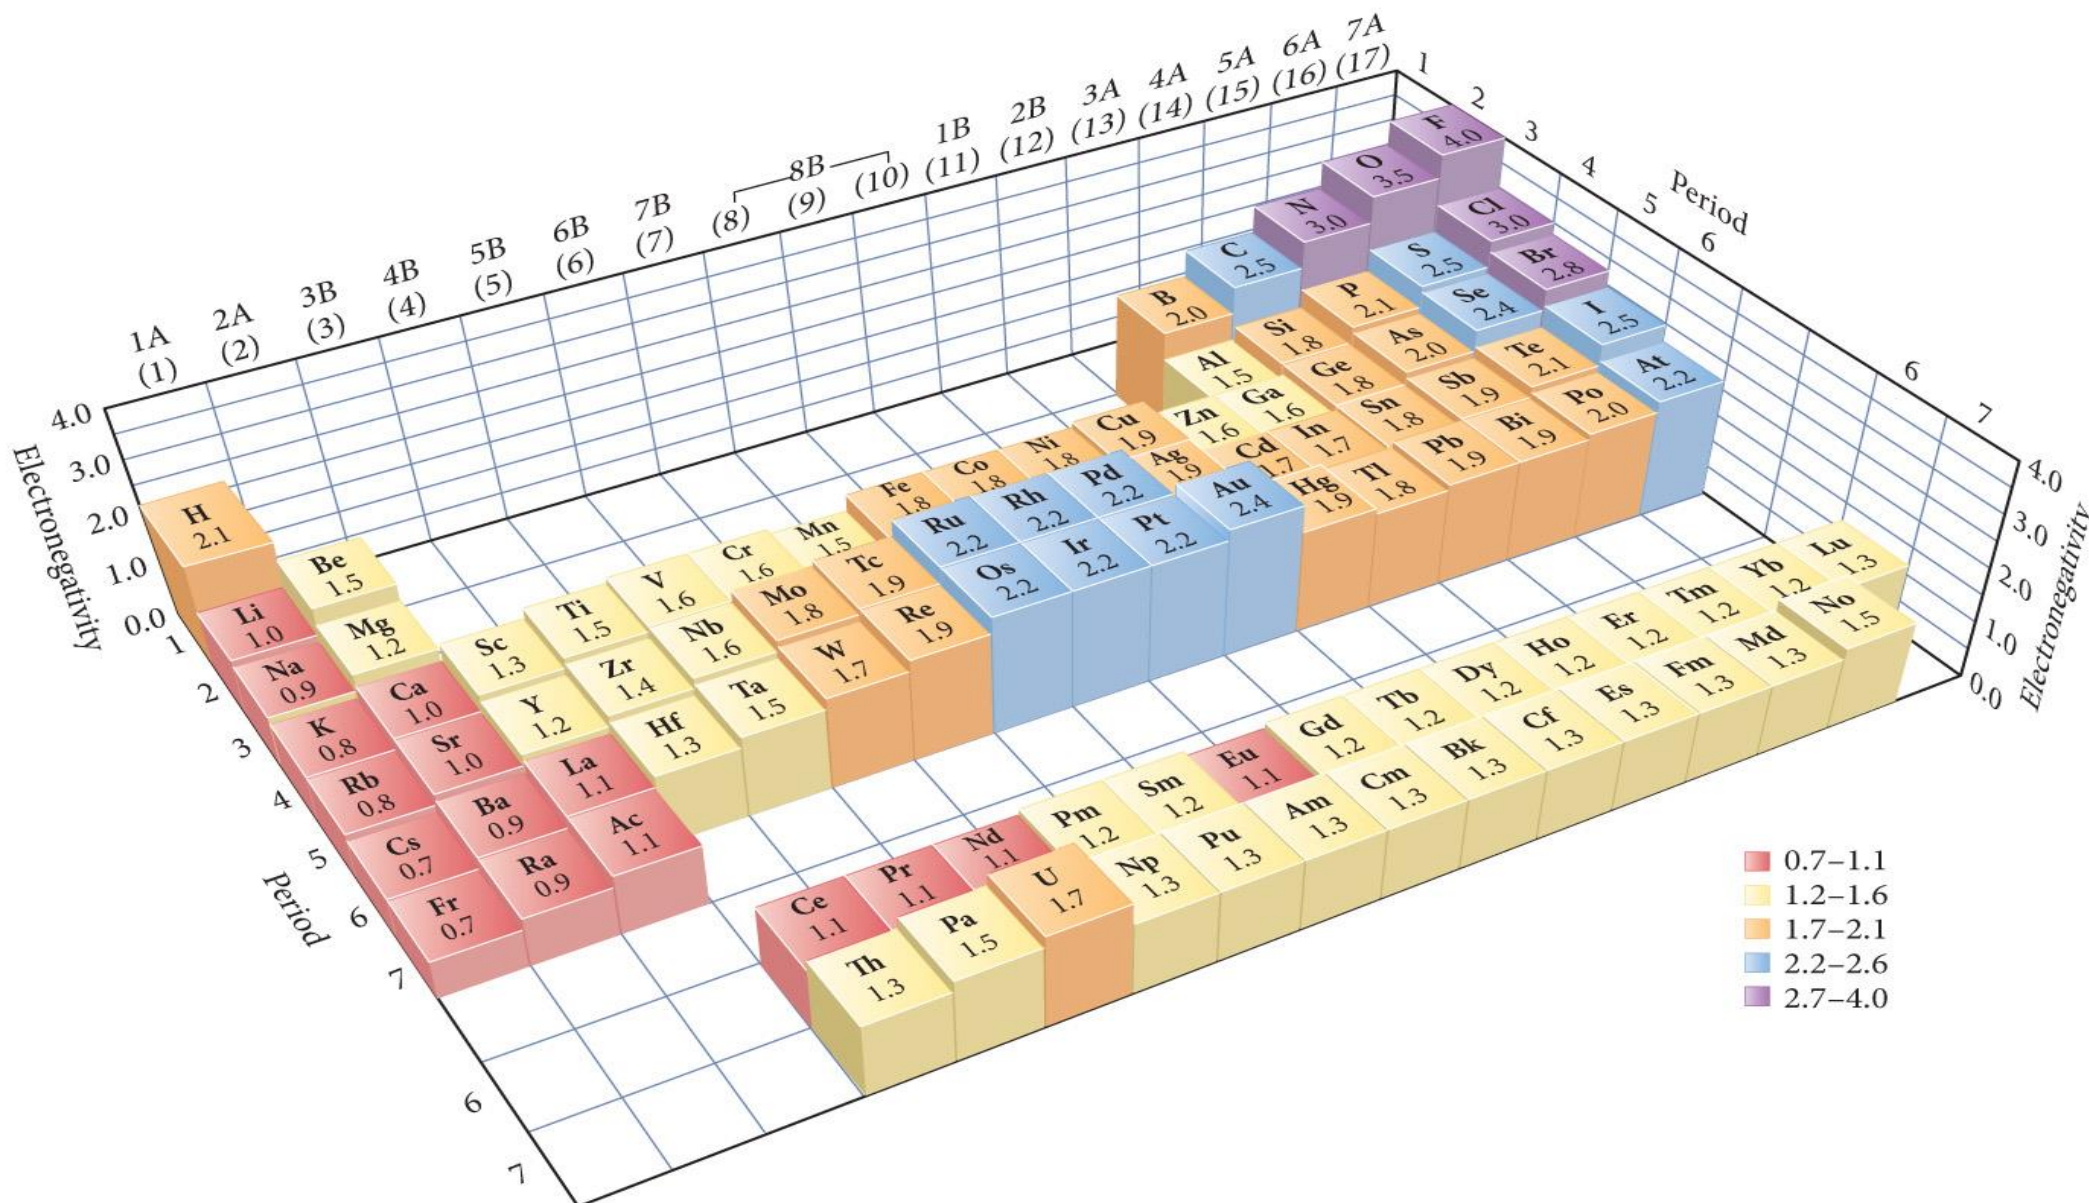 1A
(1)
2A
(2)
3B
(3)
4B
(4)
5B
(5)
6B
(6)
7B
(7)
8B
(8)
(9)
(10)
1B
(11)
2B
(12)
3A
(13)
4A
(14)
5A
(15)
6A
(16)
7A
(17)
1
2
3
4
5
6
Period
6
7
4.0
3.0
2.0
1.0
0.0
Electronegativity
4.0
3.0
2.0
1.0
0.0
Electronegativity
1
2
3
4
5
6
7
Period
6
7
H
2.1
Li
1.0
Be
1.5
B
2.0
C
2.5
N
3.0
O
3.5
F
4.0
Na
0.9
Mg
1.2
Al
1.5
Si
1.8
P
2.1
S
2.5
Cl
3.0
K
0.8
Ca
1.0
Sc
1.3
Ti
1.5
V
1.6
Cr
1.6
Mn
1.5
Fe
1.8
Co
1.8
Ni
1.8
Cu
1.9
Zn
1.6
Ga
1.6
Ge
1.8
As
2.0
Se
2.4
Br
2.8
Rb
0.8
Sr
1.0
Y
1.2
Zr
1.4
Nb
1.6
Mo
1.8
Tc
1.9
Ru
2.2
Rh
2.2
Pd
2.2
Ag
1.9
Cd
1.7
In
1.7
Sn
1.8
Sb
1.9
Te
2.1
I
2.5
Cs
0.7
Ba
0.9
La
1.1
Hf
1.3
Ta
1.5
W
1.7
Re
1.9
Os
2.2
Ir
2.2
Pt
2.2
Au
2.4
Hg
1.9
Tl
1.8
Pb
1.9
Bi
1.9
Po
2.0
At
2.2
Fr
0.7
Ra
0.9
Ac
1.1
Ce
1.1
Pr
1.1
Nd
1.1
Pm
1.2
Sm
1.2
Eu
1.1
Gd
1.2
Tb
1.2
Dy
1.2
Ho
1.2
Er
1.2
Tm
1.2
Yb
1.2
Lu
1.3
Th
1.3
Pa
1.5
U
1.7
Np
1.3
Pu
1.3
Am
1.3
Cm
1.3
Bk
1.3
Cf
1.3
Es
1.3
Fm
1.3
Md
1.3
No
1.5
0.7–1.1
1.2–1.6
1.7–2.1
2.2–2.6
2.7–4.0